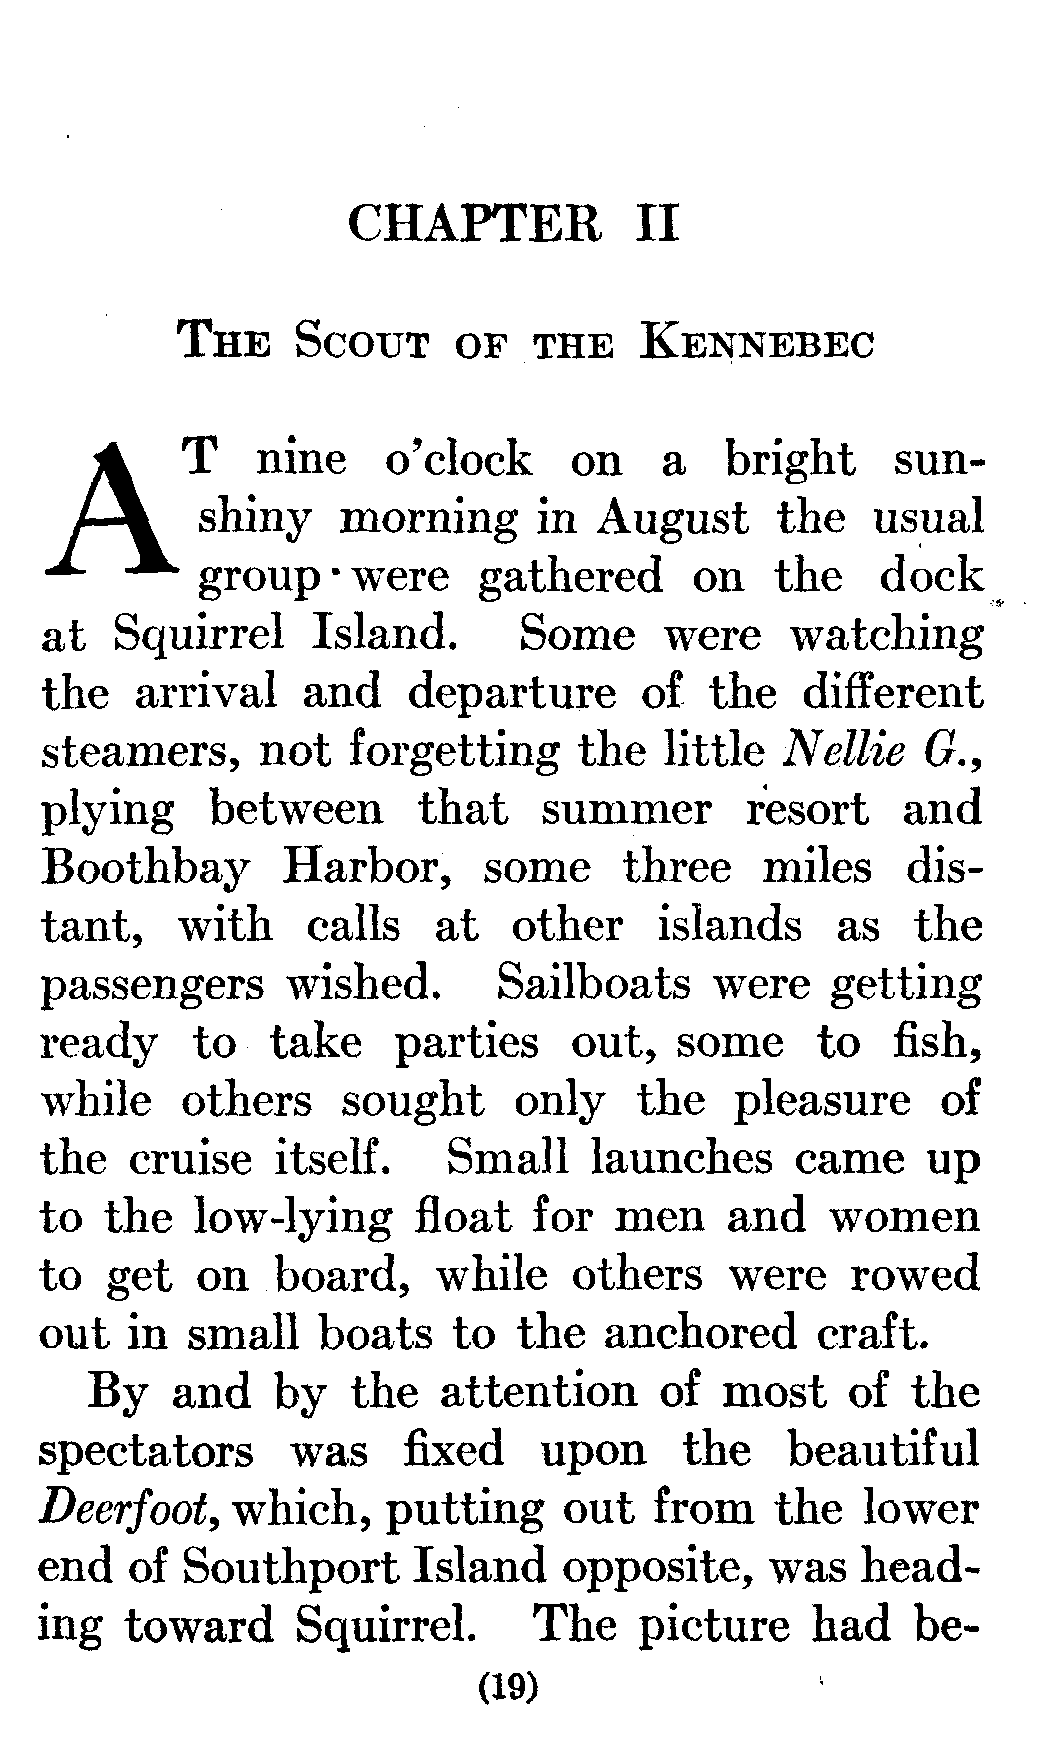 CHAPTER II
The Scout of the Kennebec
AT nine o'clock on a bright sun-
shiny morning in August the usual
group were gathered on the dock
at Squirrel Island. Some were watching
the arrival and departure of the different
steamers, not forgetting the little Nellie G.,
plying between that summer resort and
Boothbay Harbor, some three miles dis-
tant, with calls at other islands as the
passengers wished. Sailboats were getting
ready to take parties out, some to fish,
while others sought only the pleasure of
the cruise itself. Small launches came up
to the low-lying float for men and women
to get on board, while others were rowed
out in small boats to the anchored craft.
By and by the attention of most of the
spectators was fixed upon the beautiful
Deerfoot, which, putting out from the lower
end of Southport Island opposite, was head-
ing toward Squirrel. The picture had be-
(19)